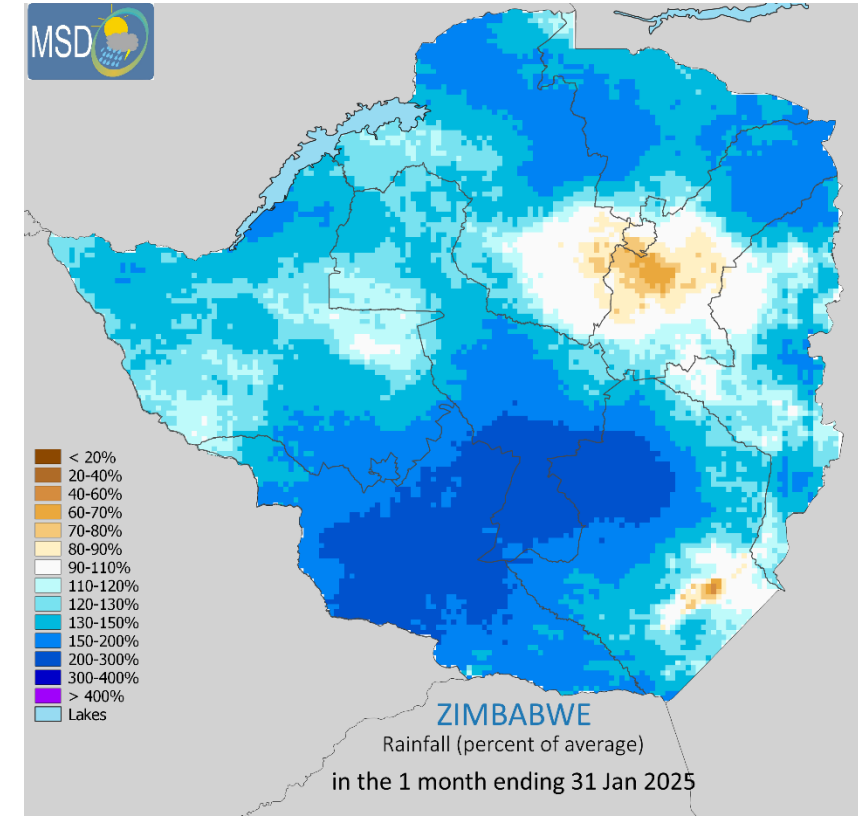 MSD
< 20%
20-40%
40-60%
60-70%
70-80%
80-90%
90-110%
110-120%
120-130%
130-150%
150-200%
200-300%
300-400%
> 400%
Lakes
ZIMBABWE
Rainfall (percent of average)
in the 1 month ending 31 Jan 2025